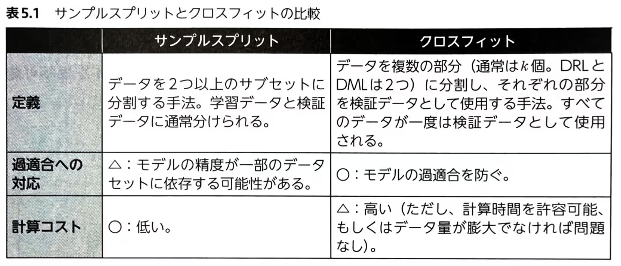 表5.1 サンプルスプリットとクロスフィットの比較
サンプルスプリット
クロスフィット
定義
データを2つ以上のサブセットに
分割する手法。学習データと検証
データに通常分けられる。
データを複数の部分（通常はk個。DRLと
DMLは2つ）に分割し、それぞれの部分
を検証データとして使用する手法。すべて
のデータが一度は検証データとして使用
される。
過適合への
対応
△：モデルの精度が一部のデータ
セットに依存する可能性がある。
〇：モデルの過適合を防ぐ。
計算コスト
〇：低い。
△：高い（ただし、計算時間を許容可能、
もしくはデータ量が膨大でなければ問題
なし）。